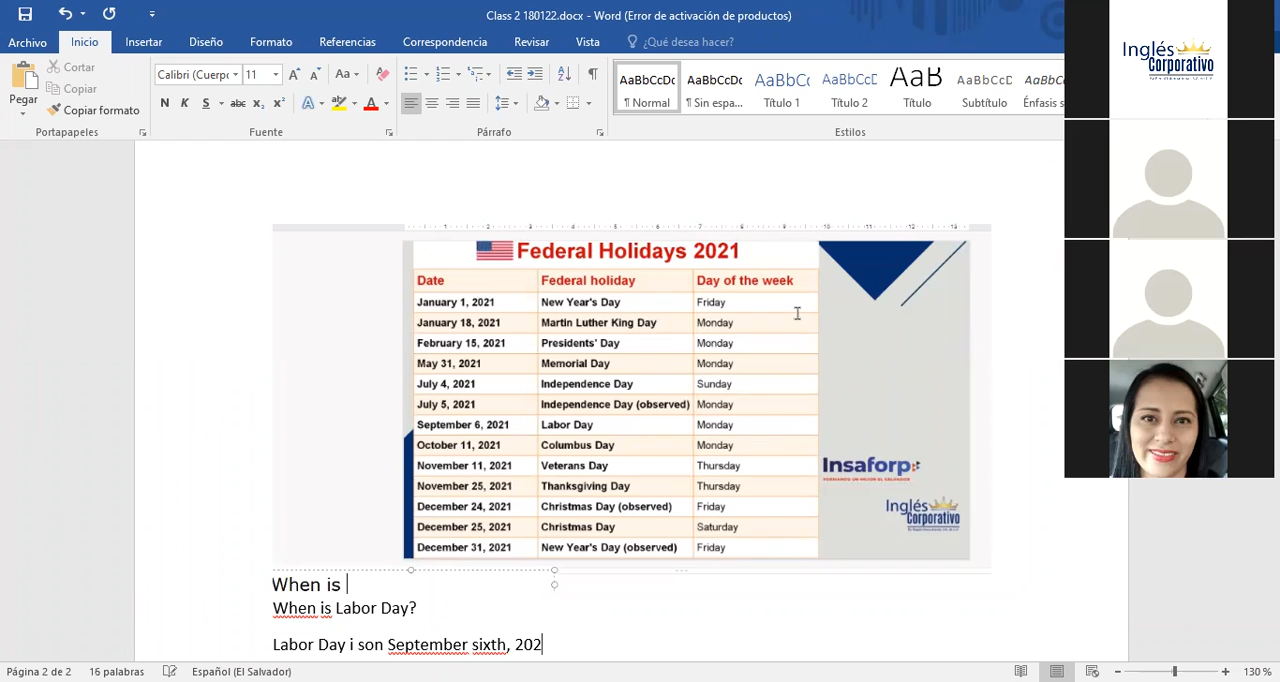 Class 2 180122.docx - Word (Error de activación de productos)
Archivo Inicio Insertar Diseño Formato Referencias Correspondencia Revisar Vista ¿Qué desea hacer?
Pegar
Cortar
Copiar
Copiar formato
Calibri (Cuerpo 11
N K S abc x₂ x²
AaBbCcDc AaBbCcDc AaBbCc AaBbCcD AaB AaBbCcD AaBbCc
¶ Normal ¶ Sin espa... Título 1 Título 2 Título Subtítulo Énfasis s
Portapapeles Fuente Párrafo Estilos
Inglés
Corporativo
Federal Holidays 2021
Date Federal holiday Day of the week
January 1, 2021 New Year's Day Friday
January 18, 2021 Martin Luther King Day Monday
February 15, 2021 Presidents' Day Monday
May 31, 2021 Memorial Day Monday
July 4, 2021 Independence Day Sunday
July 5, 2021 Independence Day (observed) Monday
September 6, 2021 Labor Day Monday
October 11, 2021 Columbus Day Monday
November 11, 2021 Veterans Day Thursday
November 25, 2021 Thanksgiving Day Thursday
December 24, 2021 Christmas Day (observed) Friday
December 25, 2021 Christmas Day Saturday
December 31, 2021 New Year's Day (observed) Friday
Insaforp
Inglés
Corporativo
When is
When is Labor Day?
Labor Day i son September sixth, 202
Página 2 de 2 16 palabras Español (El Salvador) 130 %